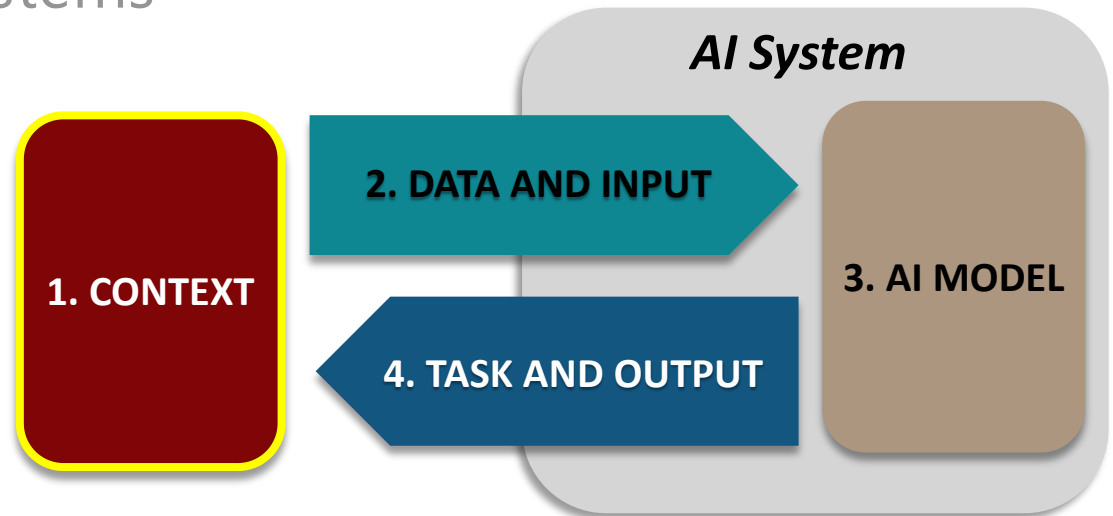 AI System
2. DATA AND INPUT
1. CONTEXT
3. AI MODEL
4. TASK AND OUTPUT